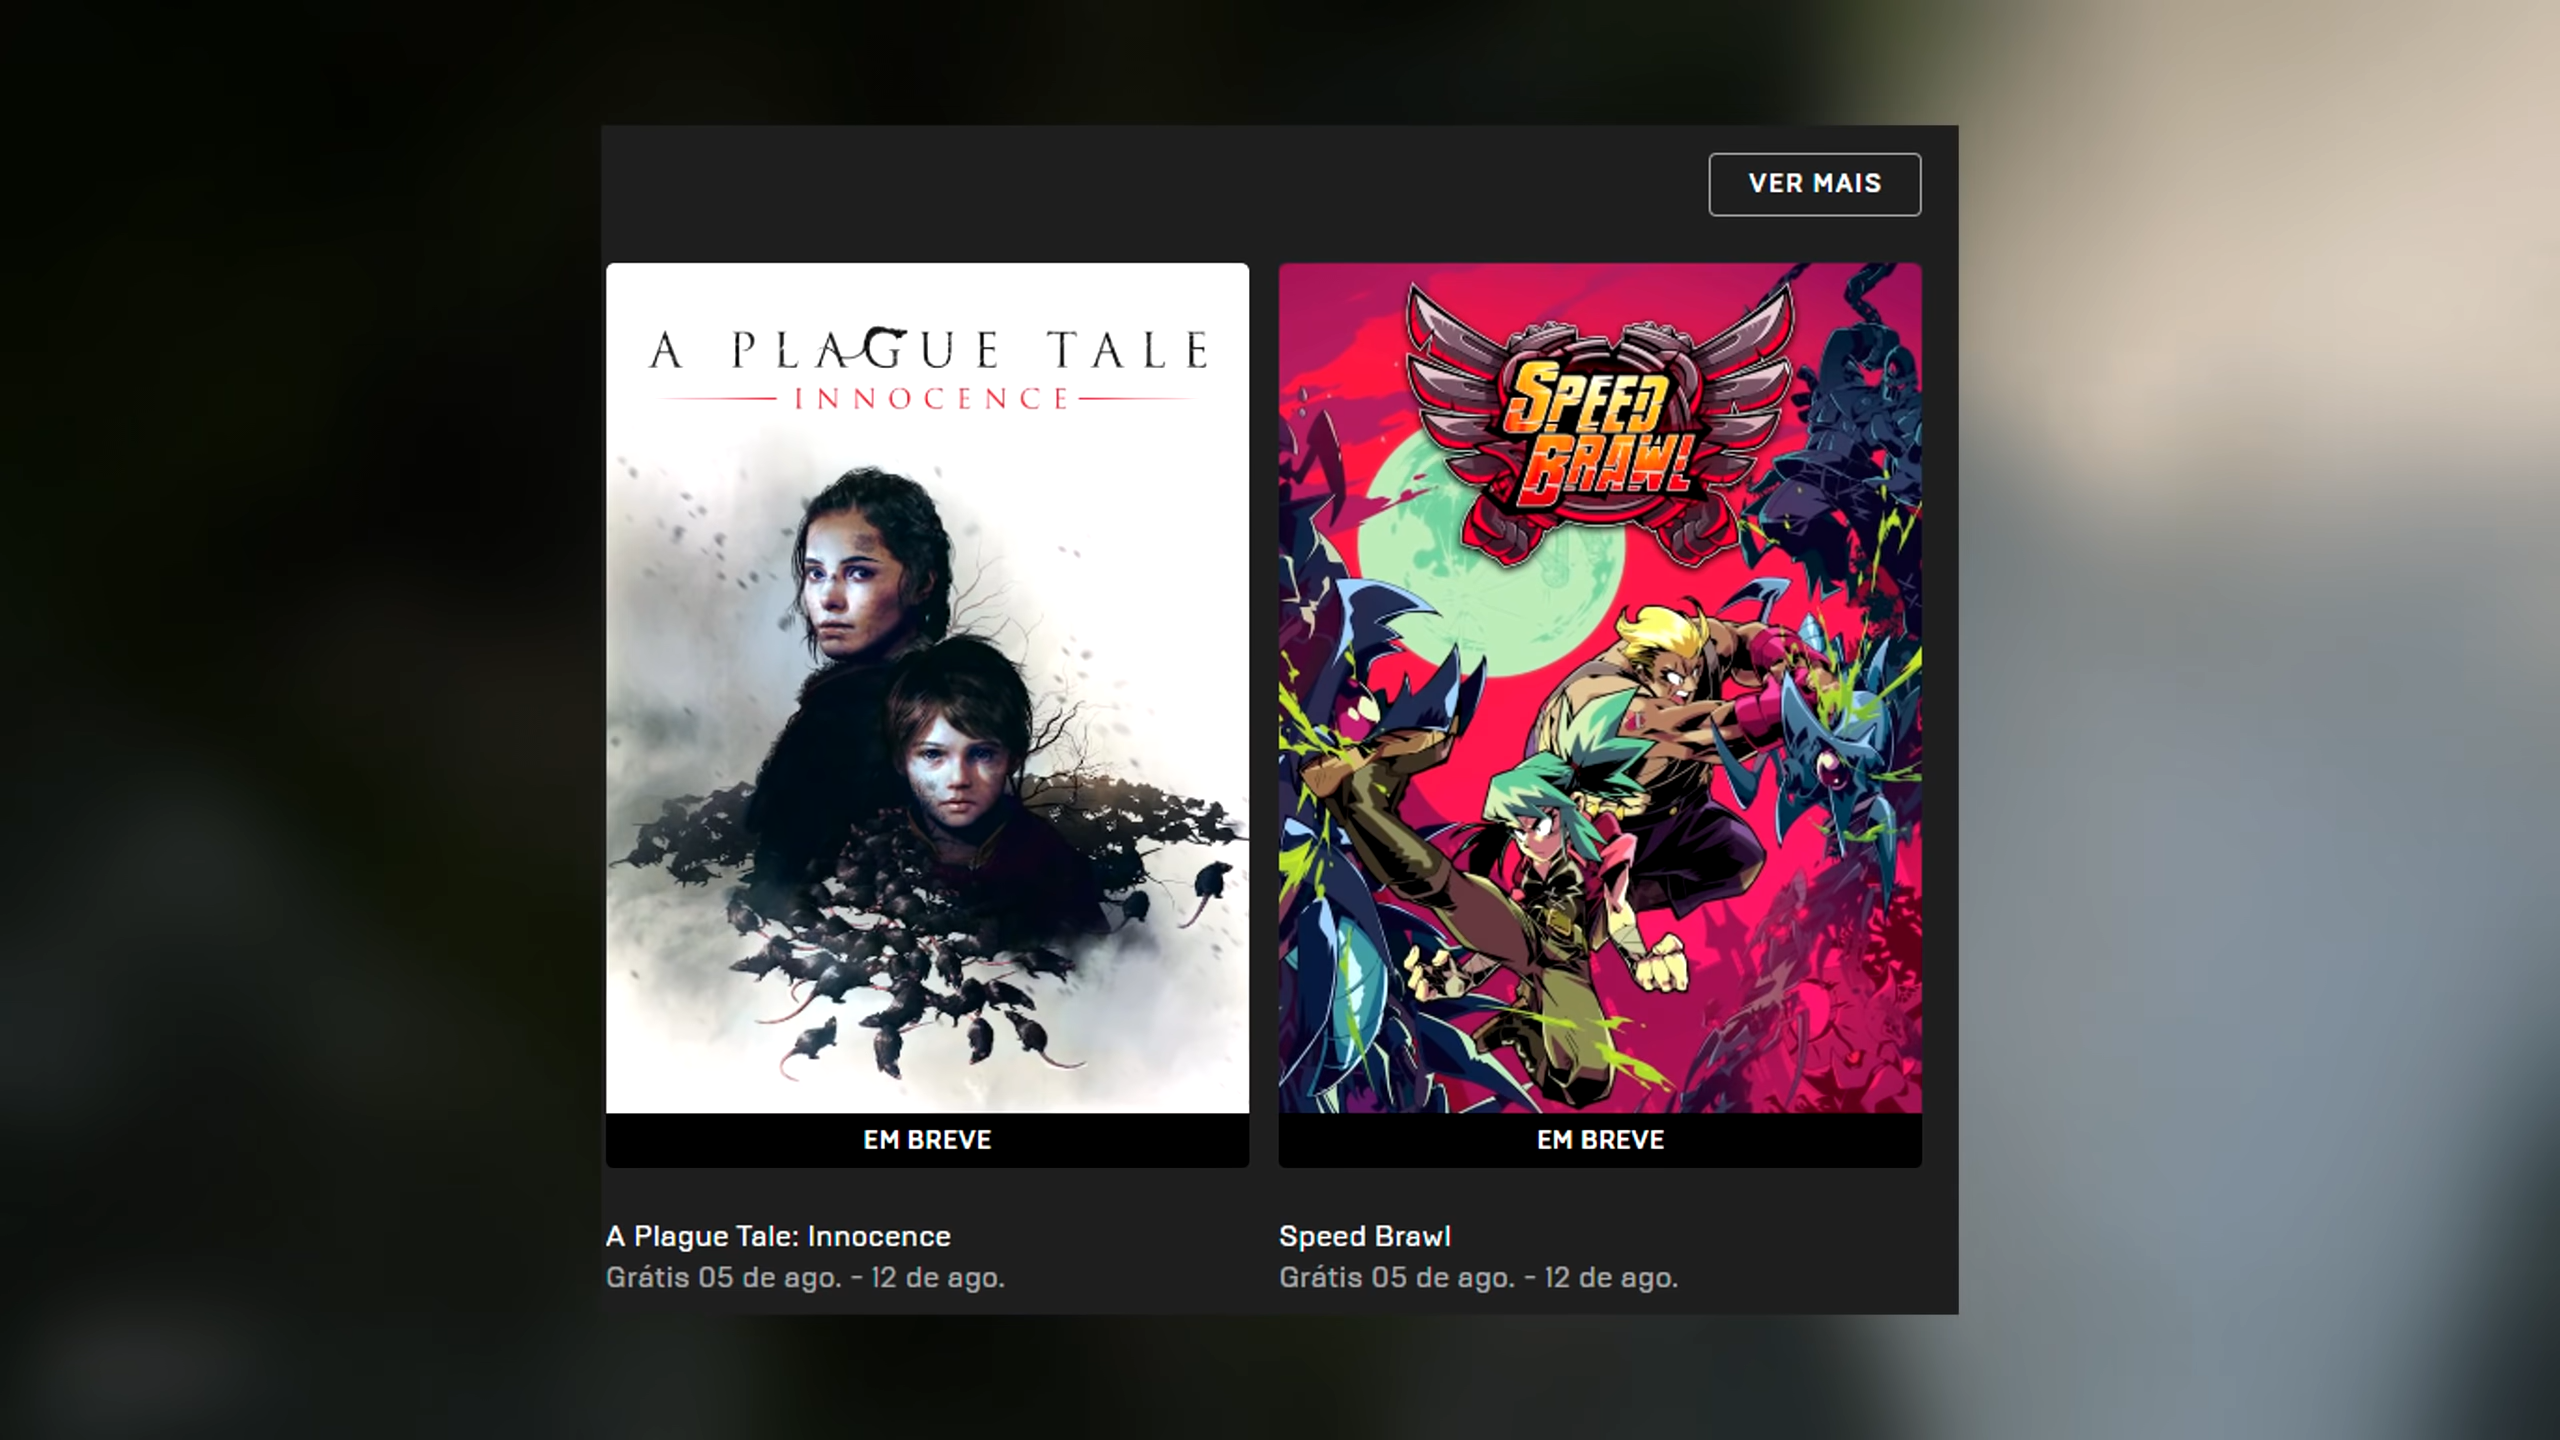 VER MAIS
A PLAGUE TALE
INNOCENCE
SPEED
BRAWL
EM BREVE
EM BREVE
A Plague Tale: Innocence
Grátis 05 de ago. - 12 de ago.
Speed Brawl
Grátis 05 de ago. - 12 de ago.